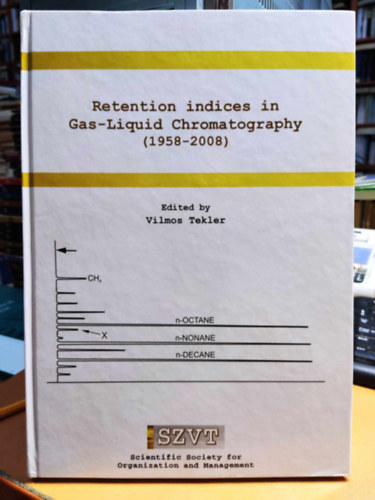 Retention indices in
Gas-Liquid Chromatography
(1958-2008)
Edited by
Vilmos Tekler
CH₄
n-OCTANE
X
n-NONANE
n-DECANE
SZVT
Scientific Society for
Organization and Management